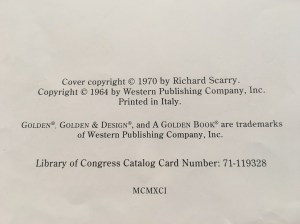 Cover copyright © 1970 by Richard Scarry.
Copyright © 1964 by Western Publishing Company, Inc.
Printed in Italy.
GOLDEN®, GOLDEN & DESIGN®, and A GOLDEN BOOK® are trademarks
of Western Publishing Company, Inc.
Library of Congress Catalog Card Number: 71-119328
MCMXCI